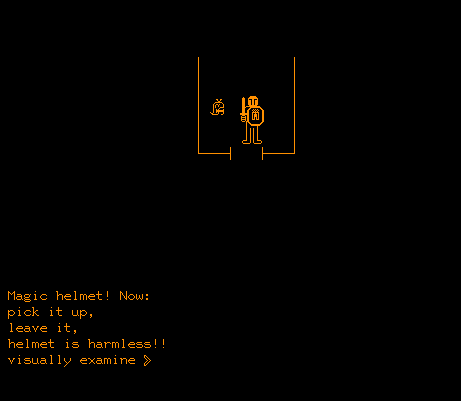 Magic helmet! Now:
pick it up,
leave it,
helmet is harmless!!
visually examine >